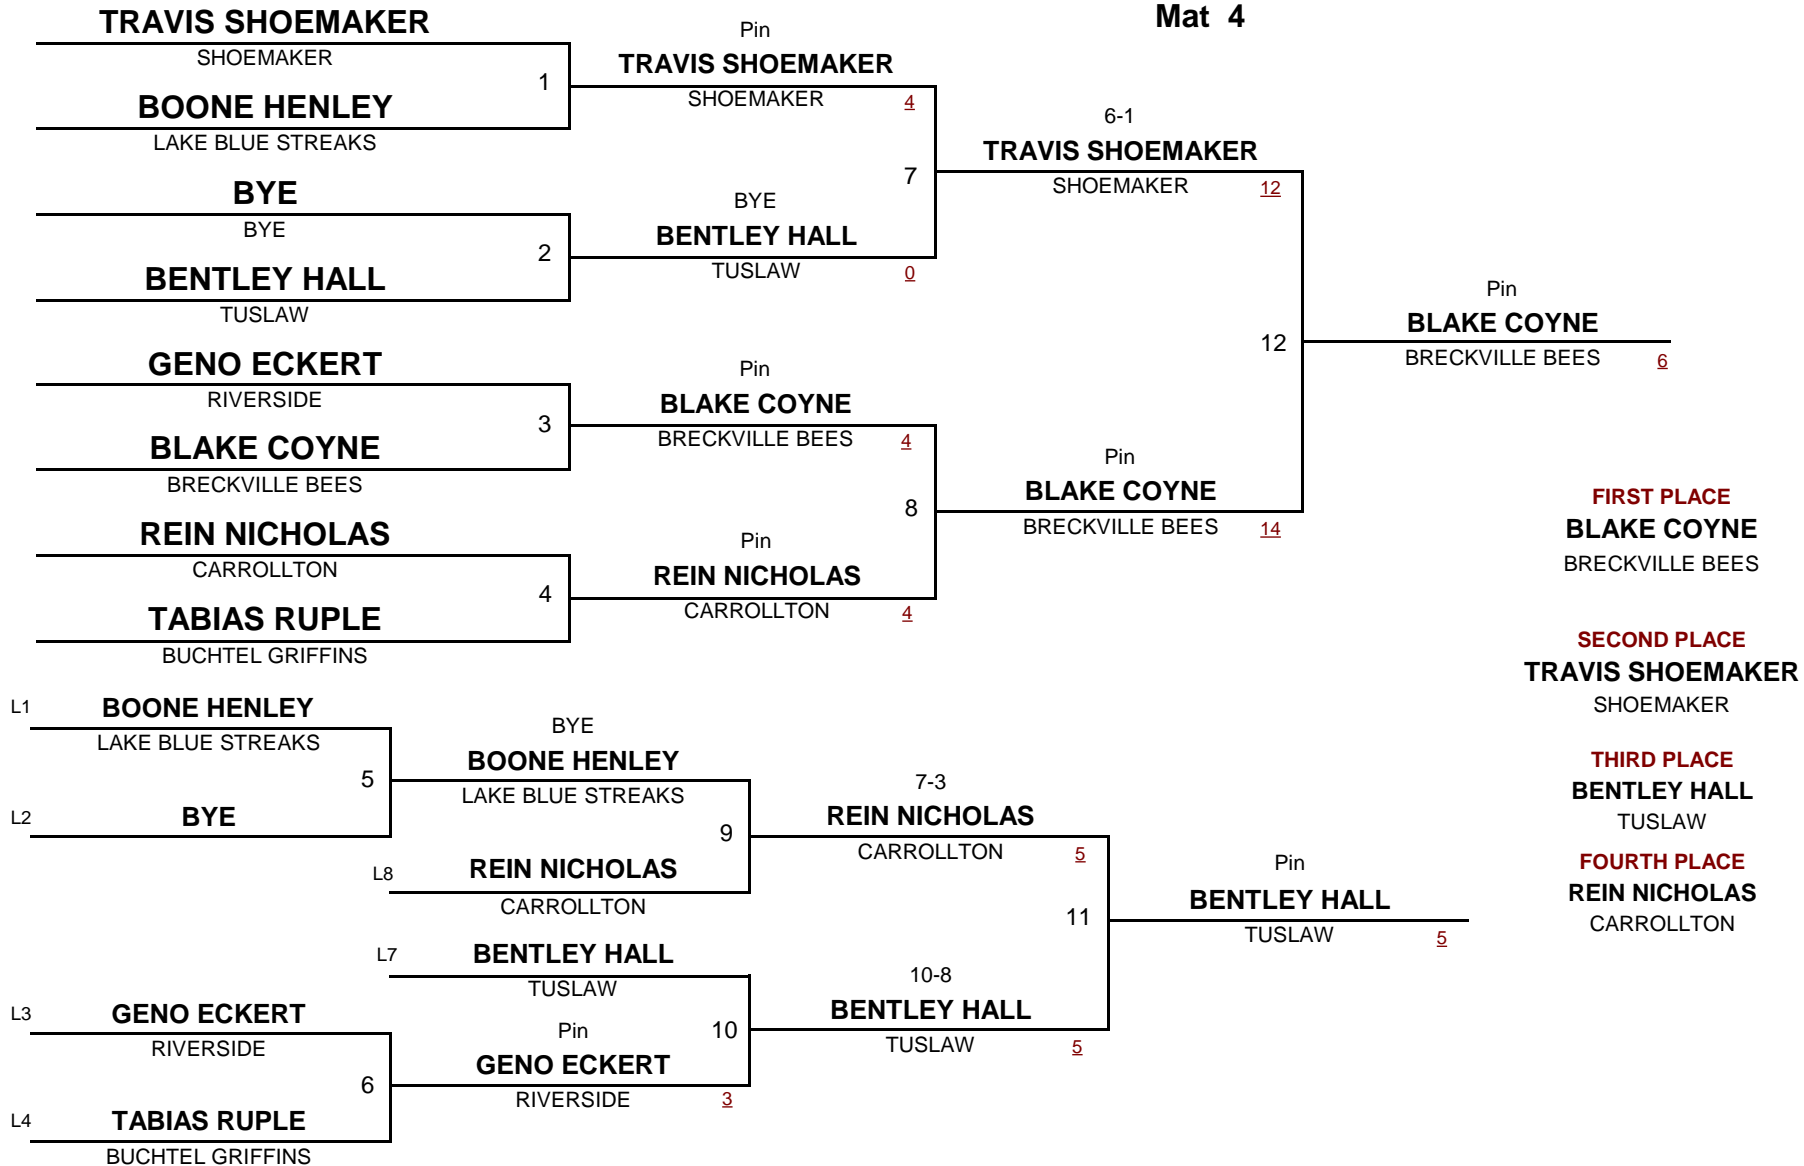 Mat 4
TRAVIS SHOEMAKER
SHOEMAKER
1
BOONE HENLEY
LAKE BLUE STREAKS
BYE
BYE
2
BENTLEY HALL
TUSLAW
GENO ECKERT
RIVERSIDE
3
BLAKE COYNE
BRECKVILLE BEES
REIN NICHOLAS
CARROLLTON
4
TABIAS RUPLE
BUCHTEL GRIFFINS
Pin
TRAVIS SHOEMAKER
SHOEMAKER 4
7
BYE
BENTLEY HALL
TUSLAW 0
Pin
BLAKE COYNE
BRECKVILLE BEES 4
8
Pin
REIN NICHOLAS
CARROLLTON 4
6-1
TRAVIS SHOEMAKER
SHOEMAKER 12
12
Pin
BLAKE COYNE
BRECKVILLE BEES 14
Pin
BLAKE COYNE
BRECKVILLE BEES 6
FIRST PLACE
BLAKE COYNE
BRECKVILLE BEES
SECOND PLACE
TRAVIS SHOEMAKER
SHOEMAKER
THIRD PLACE
BENTLEY HALL
TUSLAW
FOURTH PLACE
REIN NICHOLAS
CARROLLTON
L1 BOONE HENLEY
LAKE BLUE STREAKS
5
L2 BYE
BYE
BOONE HENLEY
LAKE BLUE STREAKS
9
L8 REIN NICHOLAS
CARROLLTON
L7 BENTLEY HALL
TUSLAW
10
L3 GENO ECKERT
RIVERSIDE
6
L4 TABIAS RUPLE
BUCHTEL GRIFFINS
Pin
GENO ECKERT
RIVERSIDE 3
7-3
REIN NICHOLAS
CARROLLTON 5
11
10-8
BENTLEY HALL
TUSLAW 5
Pin
BENTLEY HALL
TUSLAW 5